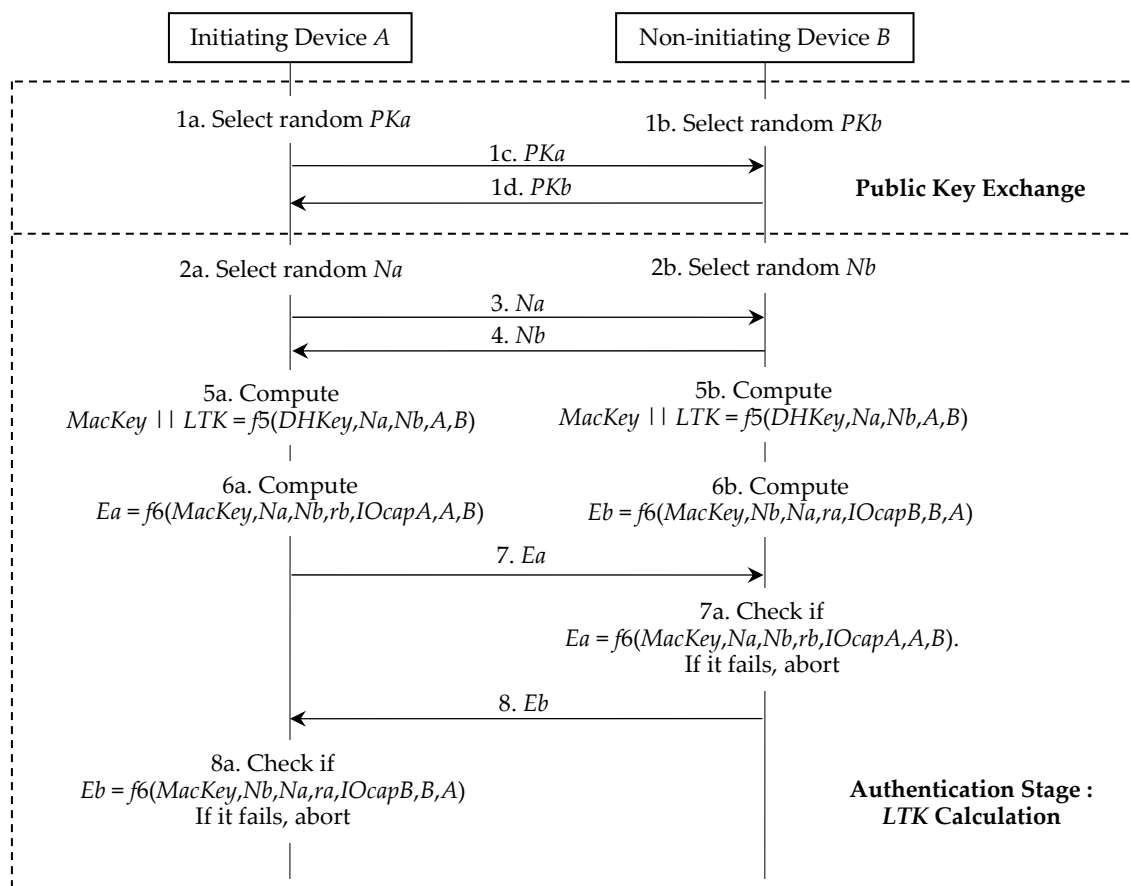 Initiating Device A
Non-initiating Device B
1a. Select random PKa
1b. Select random PKb
1c. PKa
1d. PKb
Public Key Exchange
2a. Select random Na
2b. Select random Nb
3. Na
4. Nb
5a. Compute
MacKey || LTK = f5(DHKey,Na,Nb,A,B)
5b. Compute
MacKey || LTK = f5(DHKey,Na,Nb,A,B)
6a. Compute
Ea = f6(MacKey,Na,Nb,rb,IOcapA,A,B)
6b. Compute
Eb = f6(MacKey,Nb,Na,ra,IOcapB,B,A)
7. Ea
7a. Check if
Ea = f6(MacKey,Na,Nb,rb,IOcapA,A,B).
If it fails, abort
8. Eb
8a. Check if
Eb = f6(MacKey,Nb,Na,ra,IOcapB,B,A)
If it fails, abort
Authentication Stage :
LTK Calculation